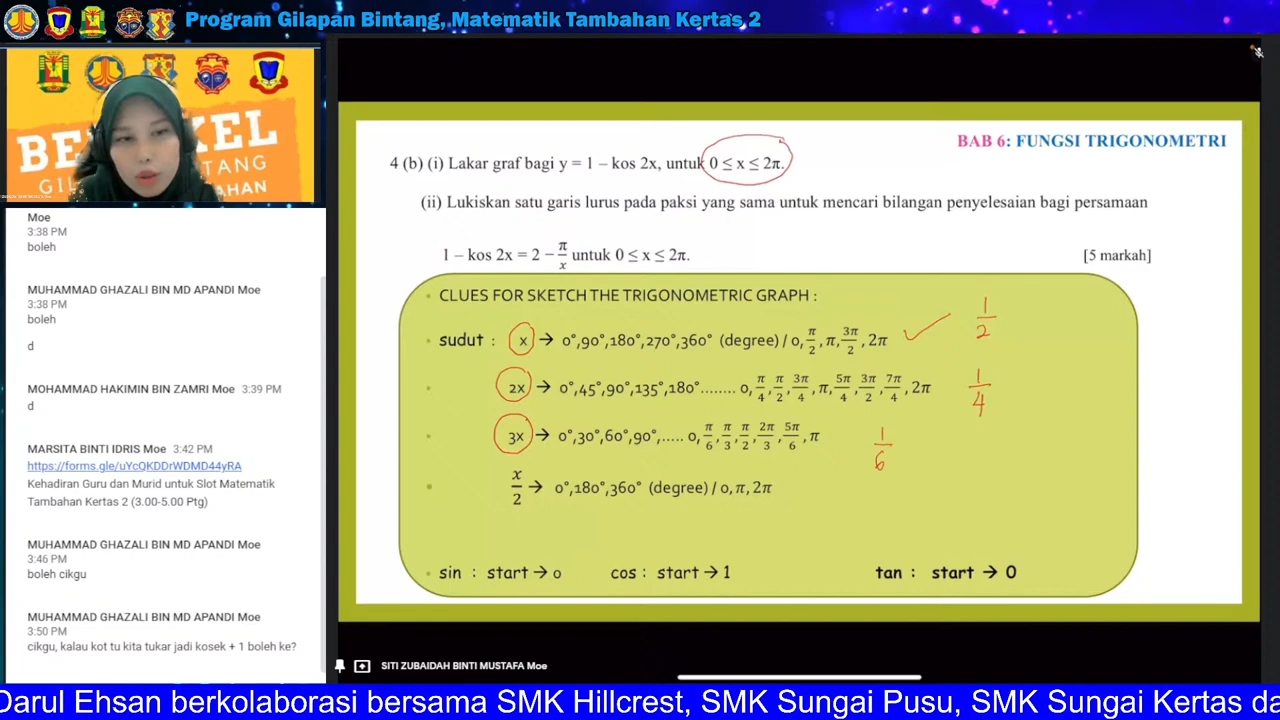 Program Gilapan Bintang, Matematik Tambahan Kertas 2
Moe
3:38 PM
boleh
MUHAMMAD GHAZALI BIN MD APANDI Moe
3:38 PM
boleh
d
MOHAMMAD HAKIMIN BIN ZAMRI Moe 3:39 PM
d
MARSITA BINTI IDRIS Moe 3:42 PM
https://forms.gle/uYcQKDDrWDMD44yRA
Kehadiran Guru dan Murid untuk Slot Matematik
Tambahan Kertas 2 (3.00-5.00 Ptg)
MUHAMMAD GHAZALI BIN MD APANDI Moe
3:46 PM
boleh cikgu
MUHAMMAD GHAZALI BIN MD APANDI Moe
3:50 PM
cikgu, kalau kot tu kita tukar jadi kosek + 1 boleh ke?
BAB 6: FUNGSI TRIGONOMETRI
4 (b) (i) Lakar graf bagi y = 1 – kos 2x, untuk 0 ≤ x ≤ 2π.
(ii) Lukiskan satu garis lurus pada paksi yang sama untuk mencari bilangan penyelesaian bagi persamaan
1 – kos 2x = 2 − π/x untuk 0 ≤ x ≤ 2π. [5 markah]
• CLUES FOR SKETCH THE TRIGONOMETRIC GRAPH :
• sudut : x → 0°,90°,180°,270°,360° (degree) / 0, π/2, π, 3π/2, 2π ✓ 1/2
• 2x → 0°,45°,90°,135°,180°........ 0, π/4, π/2, 3π/4, π, 5π/4, 3π/2, 7π/4, 2π 1/4
• 3x → 0°,30°,60°,90°,..... 0, π/6, π/3, π/2, 2π/3, 5π/6, π 1/6
• x/2 → 0°,180°,360° (degree) / 0, π, 2π
• sin : start → 0 cos : start → 1 tan : start → 0
SITI ZUBAIDAH BINTI MUSTAFA Moe
Darul Ehsan berkolaborasi bersama SMK Hillcrest, SMK Sungai Pusu, SMK Sungai Kertas da